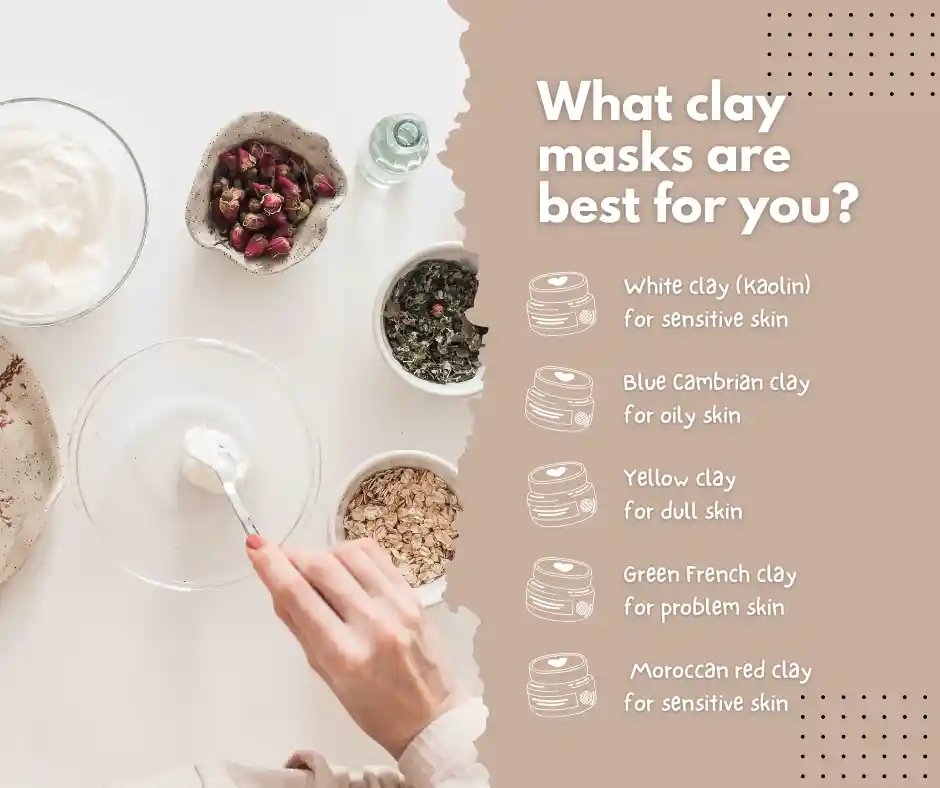 What clay
masks are
best for you?
White clay (kaolin)
for sensitive skin
Blue Cambrian clay
for oily skin
Yellow clay
for dull skin
Green French clay
for problem skin
Moroccan red clay
for sensitive skin